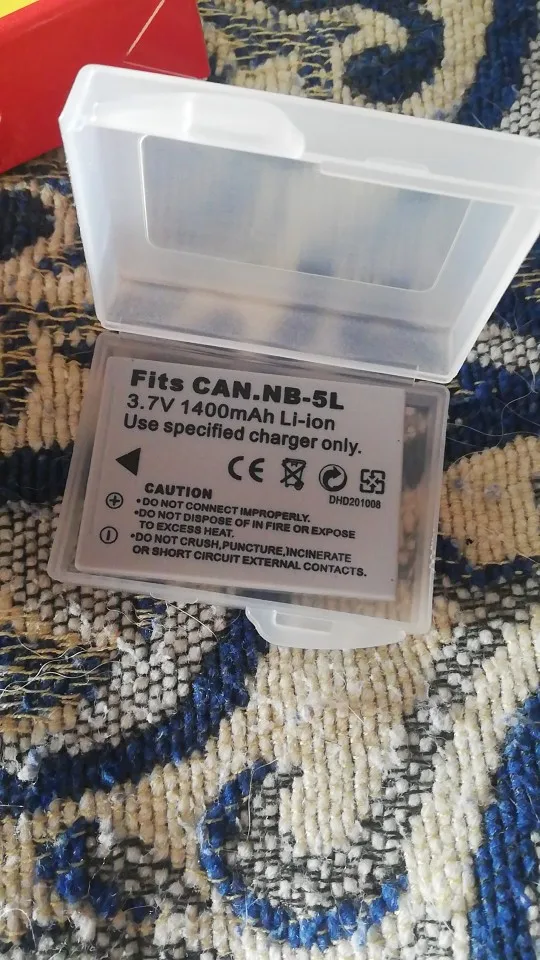 Fits CAN.NB-5L
3.7V 1400mAh Li-ion
Use specified charger only.
CE
DHD201008
CAUTION
•DO NOT CONNECT IMPROPERLY.
•DO NOT DISPOSE OF IN FIRE OR EXPOSE
TO EXCESS HEAT.
•DO NOT CRUSH,PUNCTURE,INCINERATE
OR SHORT CIRCUIT EXTERNAL CONTACTS.